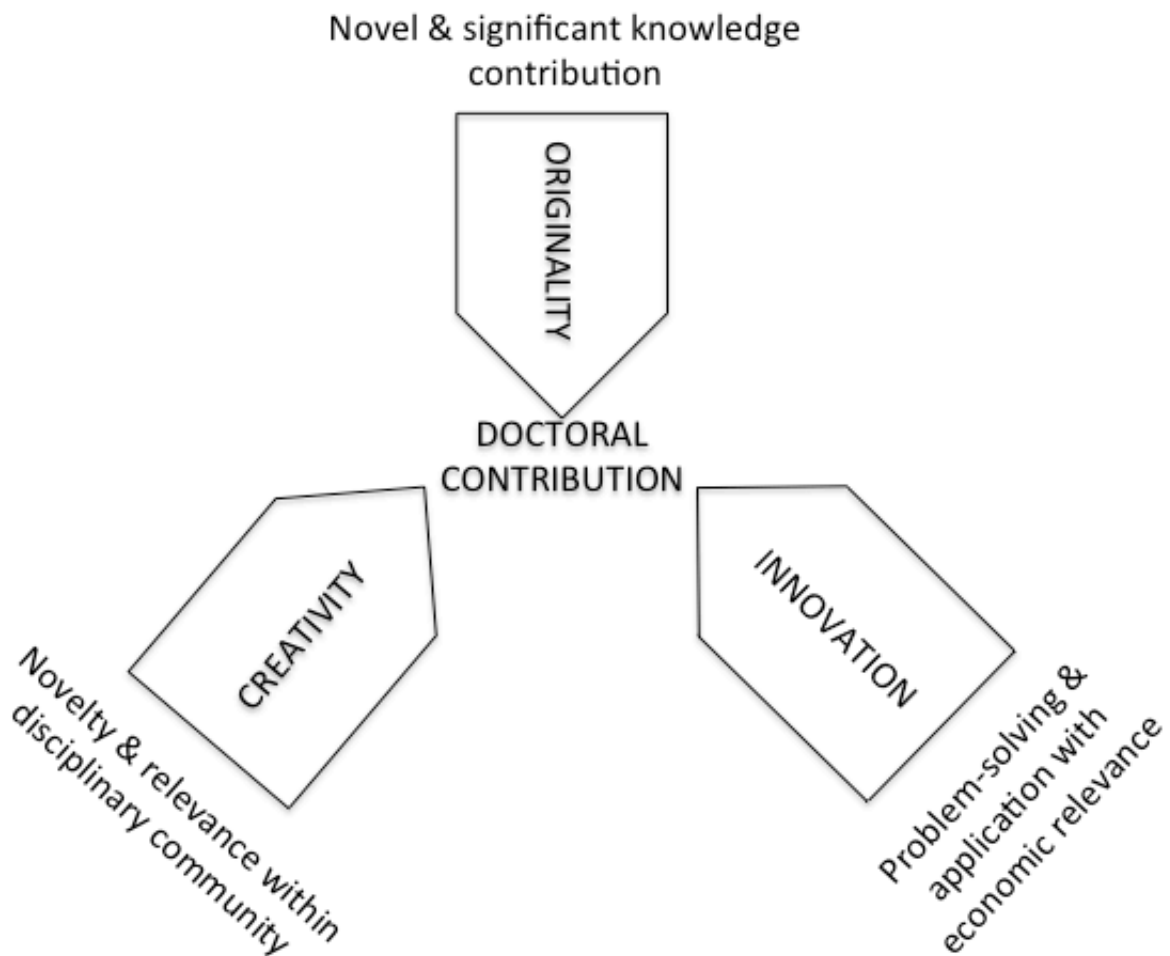 Novel & significant knowledge
contribution
ORIGINALITY
DOCTORAL
CONTRIBUTION
CREATIVITY
Novelty & relevance within
disciplinary community
INNOVATION
Problem-solving &
application with
economic relevance